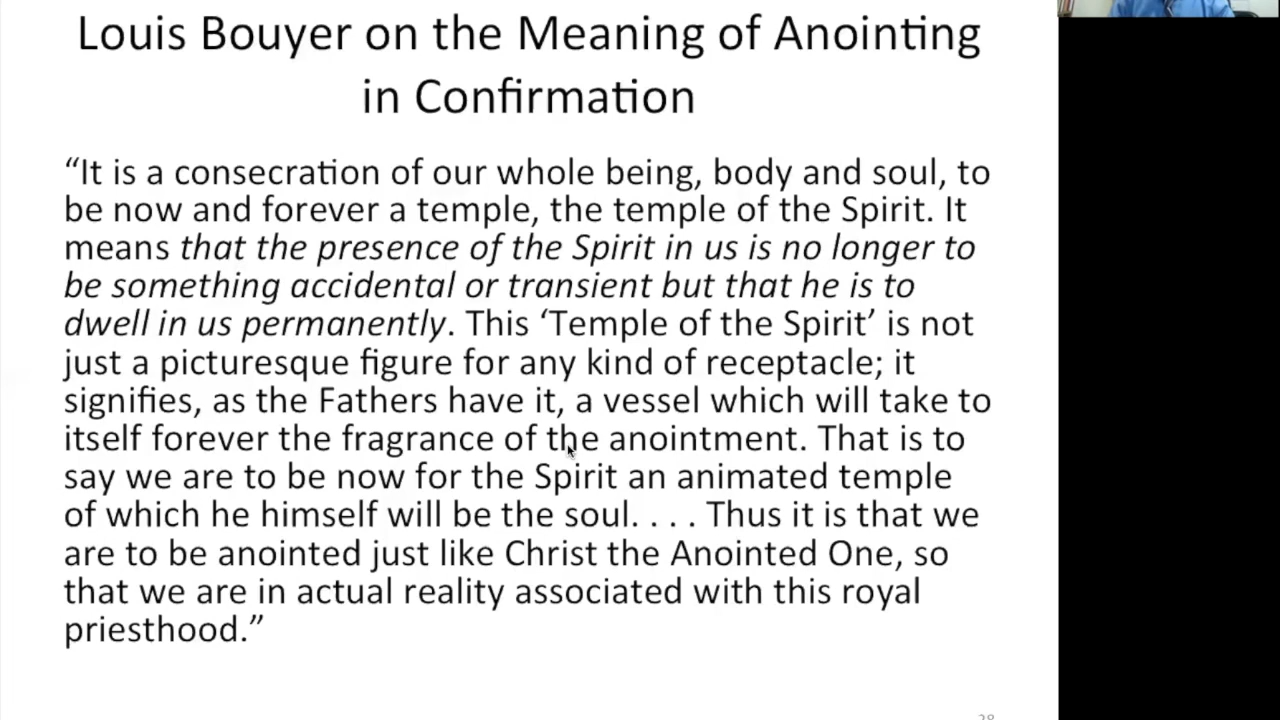 Louis Bouyer on the Meaning of Anointing
in Confirmation
“It is a consecration of our whole being, body and soul, to
be now and forever a temple, the temple of the Spirit. It
means that the presence of the Spirit in us is no longer to
be something accidental or transient but that he is to
dwell in us permanently. This ‘Temple of the Spirit’ is not
just a picturesque figure for any kind of receptacle; it
signifies, as the Fathers have it, a vessel which will take to
itself forever the fragrance of the anointment. That is to
say we are to be now for the Spirit an animated temple
of which he himself will be the soul. . . . Thus it is that we
are to be anointed just like Christ the Anointed One, so
that we are in actual reality associated with this royal
priesthood.”